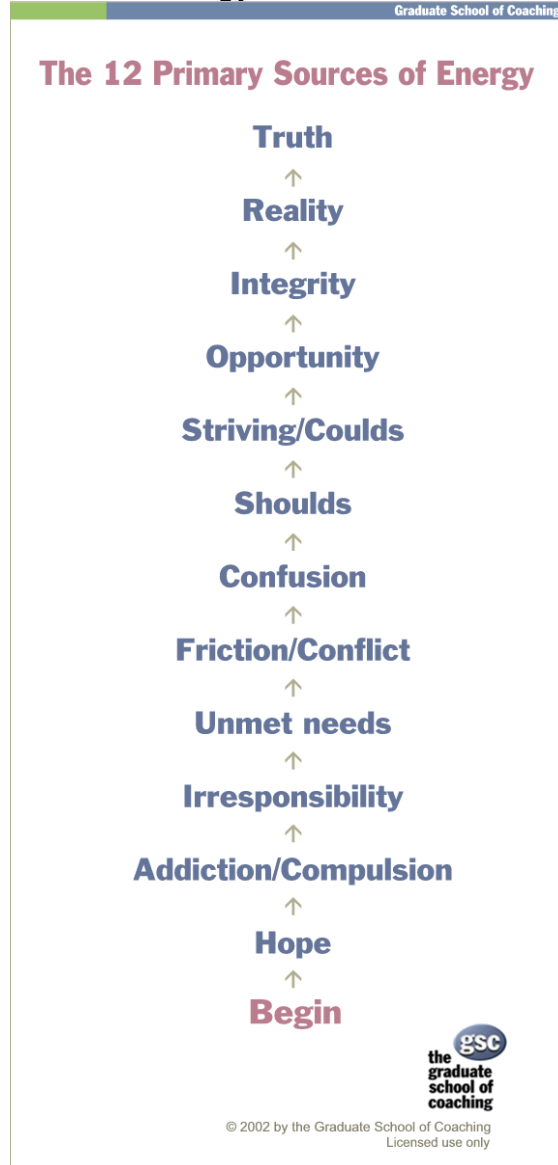 Graduate School of Coaching
The 12 Primary Sources of Energy
Truth
↑
Reality
↑
Integrity
↑
Opportunity
↑
Striving/Coulds
↑
Shoulds
↑
Confusion
↑
Friction/Conflict
↑
Unmet needs
↑
Irresponsibility
↑
Addiction/Compulsion
↑
Hope
↑
Begin
gsc
the
graduate
school of
coaching
© 2002 by the Graduate School of Coaching
Licensed use only